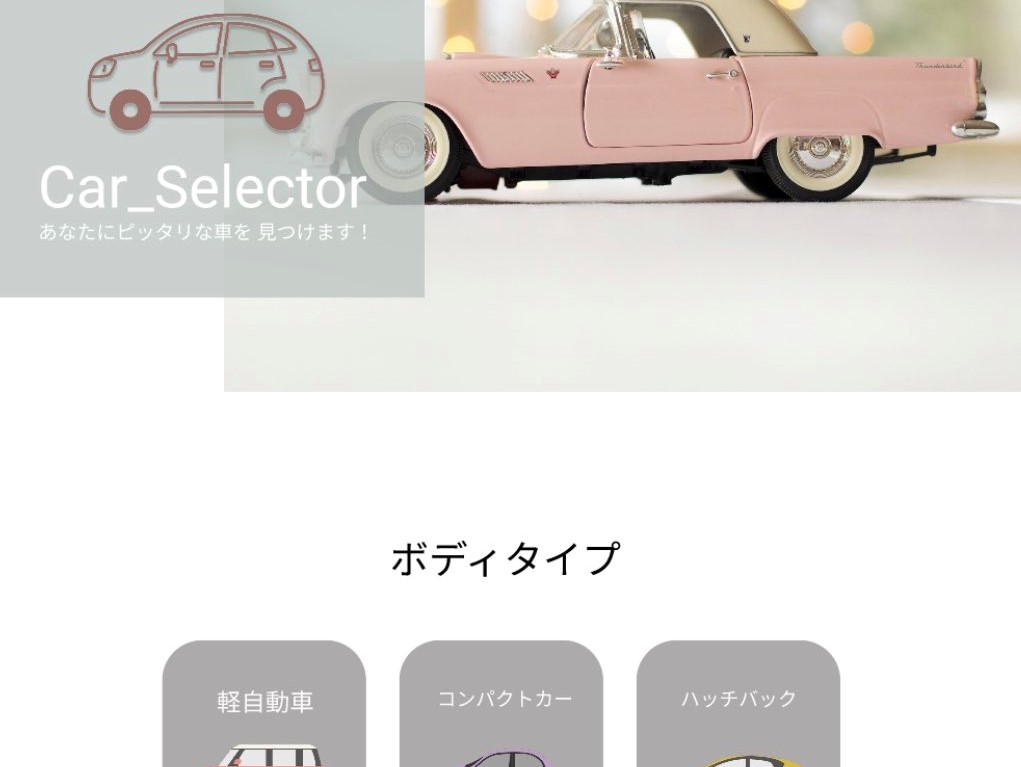 Car_Selector
あなたにピッタリな車を 見つけます！
Thunderbird
ボディタイプ
軽自動車
コンパクトカー
ハッチバック